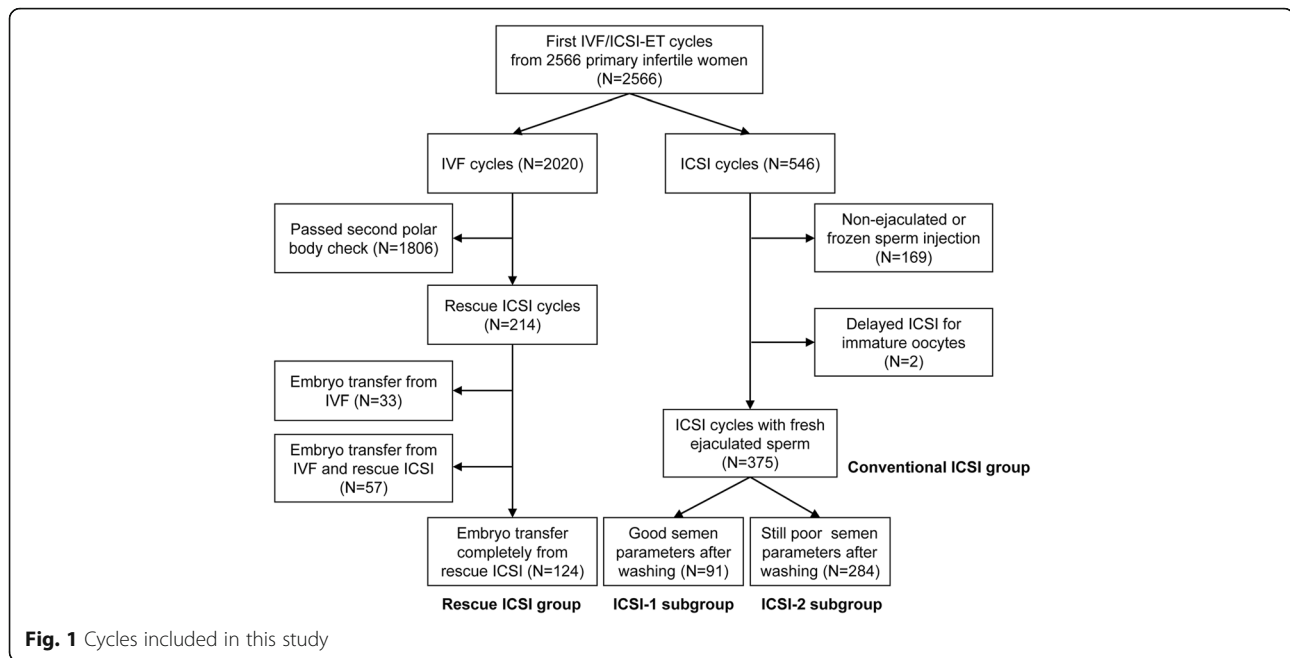 First IVF/ICSI-ET cycles
from 2566 primary infertile women
(N=2566)
IVF cycles (N=2020)
ICSI cycles (N=546)
Passed second polar
body check (N=1806)
Non-ejaculated or
frozen sperm injection
(N=169)
Rescue ICSI cycles
(N=214)
Delayed ICSI for
immature oocytes
(N=2)
Embryo transfer from
IVF (N=33)
ICSI cycles with fresh
ejaculated sperm
(N=375)
Conventional ICSI group
Embryo transfer from
IVF and rescue ICSI
(N=57)
Embryo transfer
completely from
rescue ICSI (N=124)
Good semen
parameters after
washing (N=91)
Still poor semen
parameters after
washing (N=284)
Rescue ICSI group
ICSI-1 subgroup
ICSI-2 subgroup
Fig. 1 Cycles included in this study